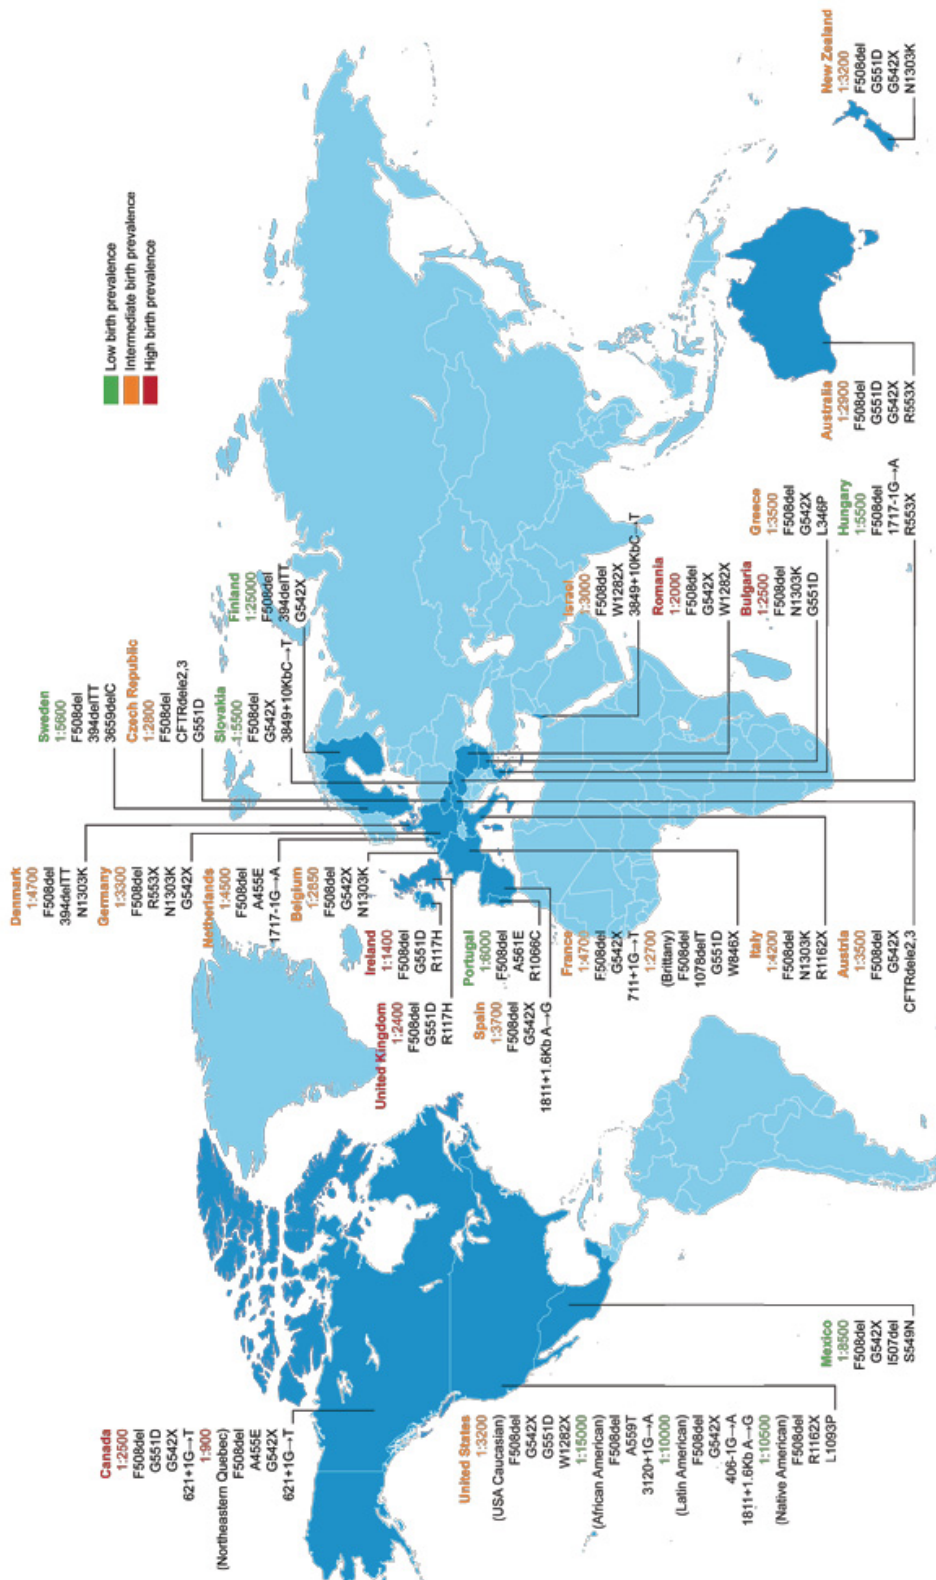 Low birth prevalence
Intermediate birth prevalence
High birth prevalence
Canada
1:2500
F508del
G551D
G542X
621+1G→T
1:900
(Northeastern Quebec)
F508del
A455E
G542X
621+1G→T
United States
1:3200
(USA Caucasian)
F508del
G542X
G551D
W1282X
1:15000
(African American)
F508del
A559T
3120+1G→A
1:10000
(Latin American)
F508del
G542X
406-1G→A
1811+1.6Kb A→G
1:10500
(Native American)
F508del
R1162X
L1093P
Mexico
1:8500
F508del
G542X
I507del
S549N
Denmark
1:4700
F508del
394delTT
N1303K
Germany
1:3300
F508del
R553X
N1303K
G542X
Netherlands
1:4500
F508del
A455E
1717-1G→A
Belgium
1:2850
F508del
G542X
N1303K
Ireland
1:1400
F508del
G551D
R117H
United Kingdom
1:2400
F508del
G551D
R117H
Portugal
1:6000
F508del
A561E
R1066C
Spain
1:3700
F508del
G542X
1811+1.6Kb A→G
France
1:4700
F508del
G542X
711+1G→T
1:2700
(Brittany)
F508del
1078delT
G551D
W846X
Italy
1:4200
F508del
N1303K
R1162X
Austria
1:3500
F508del
G542X
CFTRdele2,3
Sweden
1:5600
F508del
394delTT
3659delC
Czech Republic
1:2800
F508del
CFTRdele2,3
G551D
Slovakia
1:5500
F508del
G542X
3849+10KbC→T
Finland
1:25000
F508del
394delTT
G542X
Israel
1:3000
F508del
W1282X
3849+10KbC→T
Romania
1:2000
F508del
G542X
W1282X
Bulgaria
1:2500
F508del
N1303K
G551D
Greece
1:3500
F508del
G542X
L346P
Hungary
1:5500
F508del
1717-1G→A
R553X
Australia
1:2900
F508del
G551D
G542X
R553X
New Zealand
1:3200
F508del
G551D
G542X
N1303K